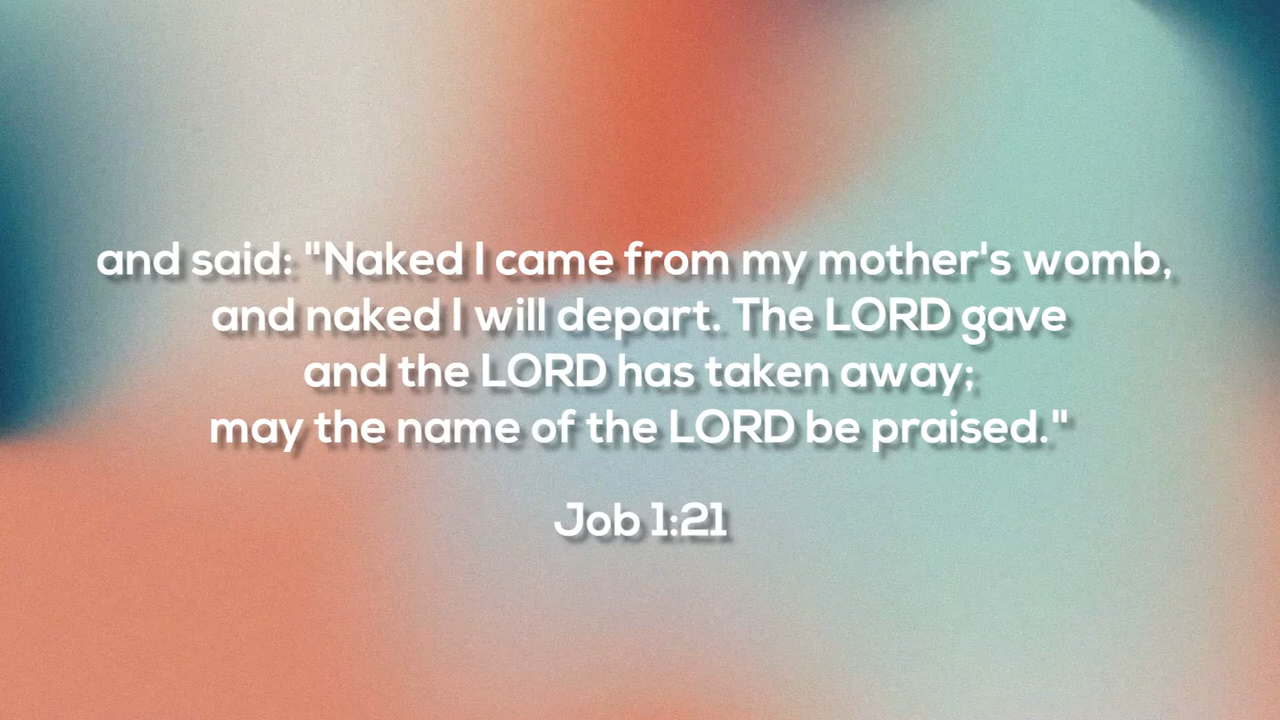 and said: "Naked I came from my mother's womb,
and naked I will depart. The LORD gave
and the LORD has taken away;
may the name of the LORD be praised."
Job 1:21